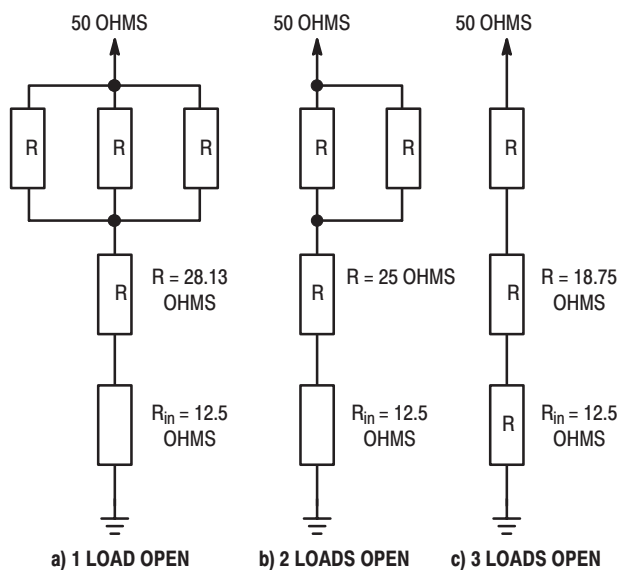 50 OHMS
50 OHMS
50 OHMS
R
R
R
R
R
R
R
R = 28.13
OHMS
R
R = 25 OHMS
R
R = 18.75
OHMS
Rin = 12.5
OHMS
Rin = 12.5
OHMS
R
Rin = 12.5
OHMS
a) 1 LOAD OPEN
b) 2 LOADS OPEN
c) 3 LOADS OPEN